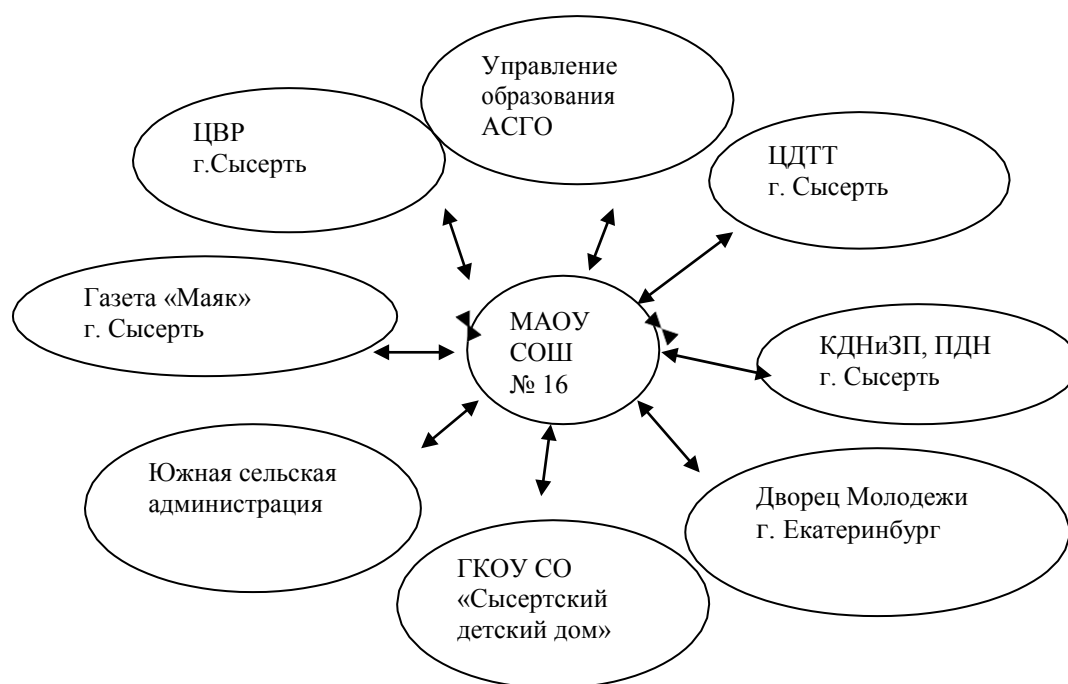 Управление
образования
АСГО
ЦВР
г.Сысерть
ЦДТТ
г. Сысерть
Газета «Маяк»
г. Сысерть
МАОУ
СОШ
№ 16
КДНиЗП, ПДН
г. Сысерть
Южная сельская
администрация
Дворец Молодежи
г. Екатеринбург
ГКОУ СО
«Сысертский
детский дом»